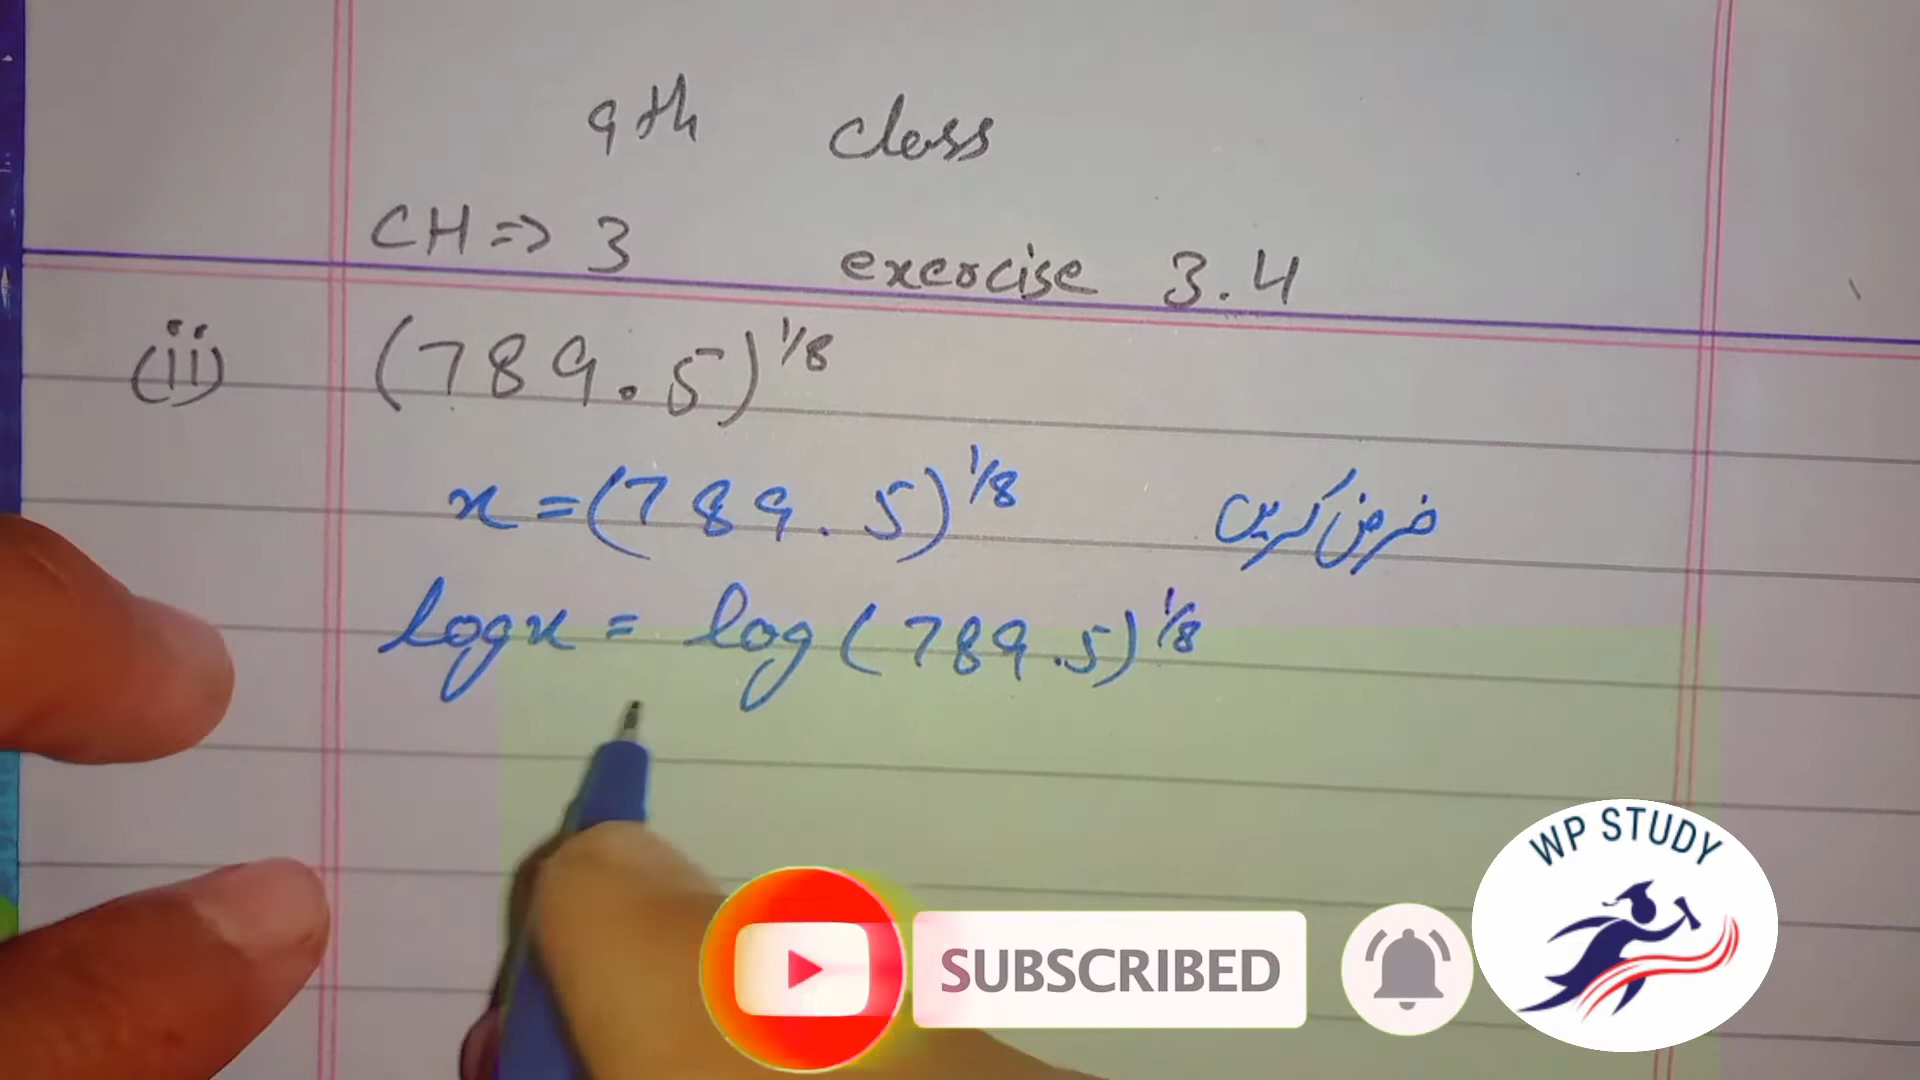 9th class
CH => 3 exercise 3.4
(ii) (789.5)^1/8
x = (789.5)^1/8 فرض کریں
log x = log (789.5)^1/8
WP STUDY
SUBSCRIBED